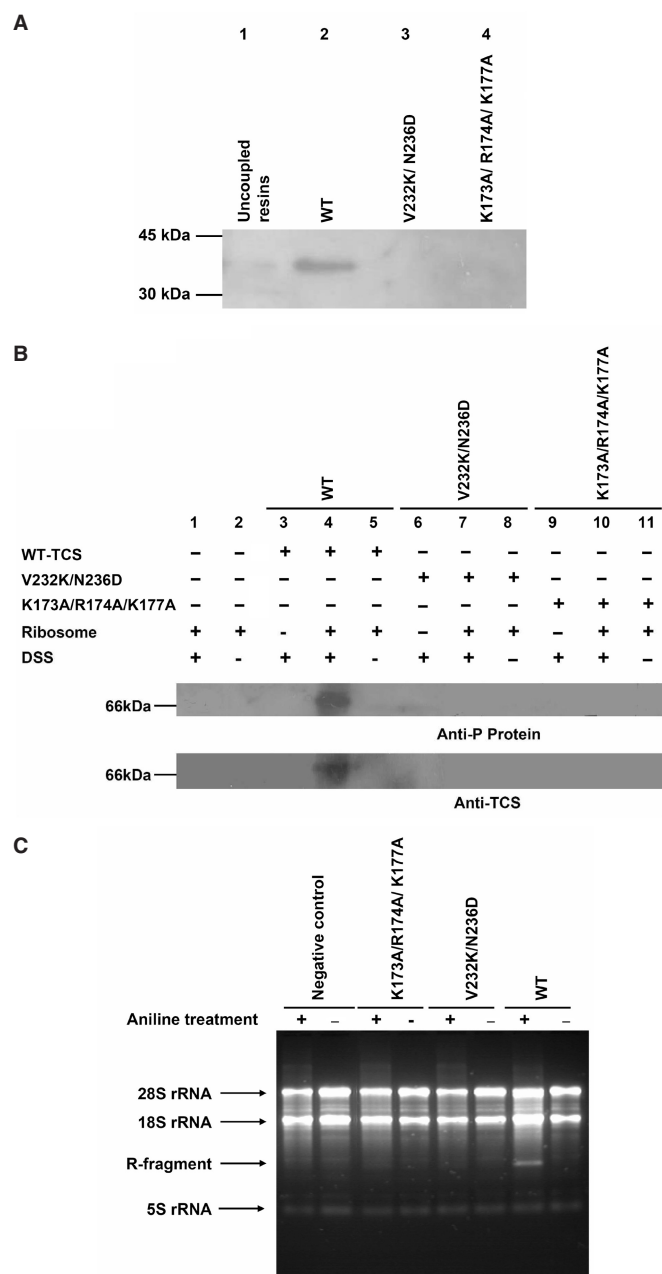 A
1 2 3 4
Uncoupled
resins
WT
V232K/ N236D
K173A/ R174A/ K177A
45 kDa
30 kDa
B
WT
V232K/N236D
K173A/R174A/K177A
1 2 3 4 5 6 7 8 9 10 11
WT-TCS – – + + + – – – – – –
V232K/N236D – – – – – + + + – – –
K173A/R174A/K177A – – – – – – – – + + +
Ribosome + + - + + – + + – + +
DSS + - + + - + + – + + –
66kDa
Anti-P Protein
66kDa
Anti-TCS
C
Negative control
K173A/R174A/ K177A
V232K/N236D
WT
Aniline treatment + – + - + – + –
28S rRNA
18S rRNA
R-fragment
5S rRNA